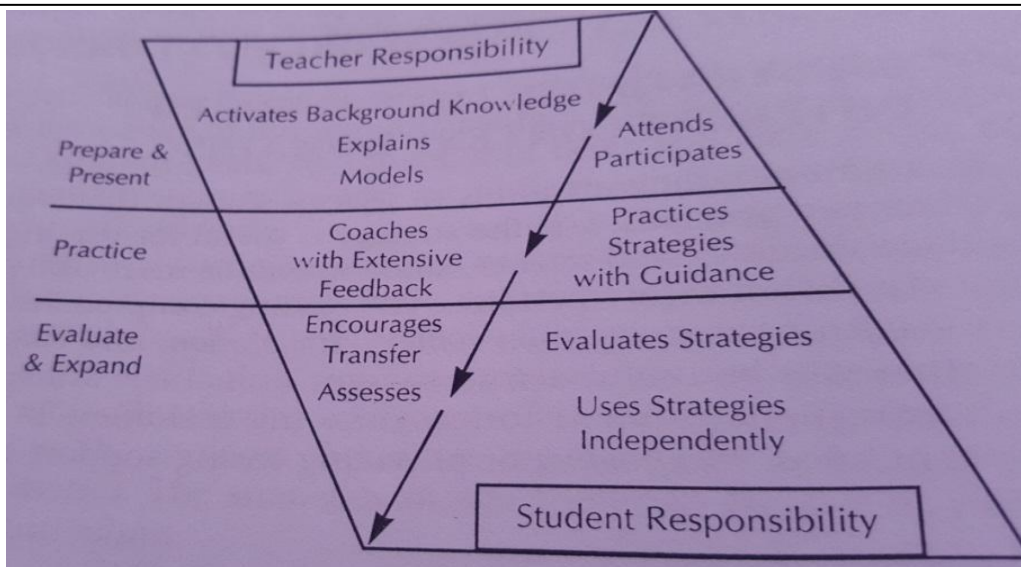 Teacher Responsibility
Activates Background Knowledge
Explains
Models
Attends
Participates
Prepare &
Present
Practice
Coaches
with Extensive
Feedback
Practices
Strategies
with Guidance
Evaluate
& Expand
Encourages
Transfer
Assesses
Evaluates Strategies
Uses Strategies
Independently
Student Responsibility